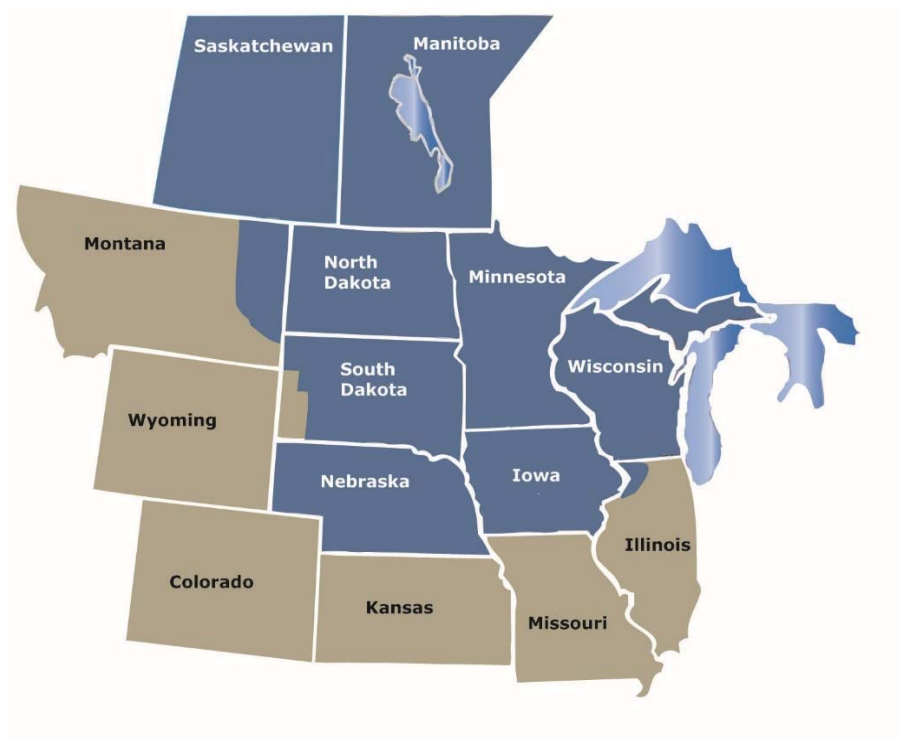 Saskatchewan
Manitoba
Montana
North
Dakota
Minnesota
South
Dakota
Wisconsin
Wyoming
Nebraska
Iowa
Illinois
Colorado
Kansas
Missouri